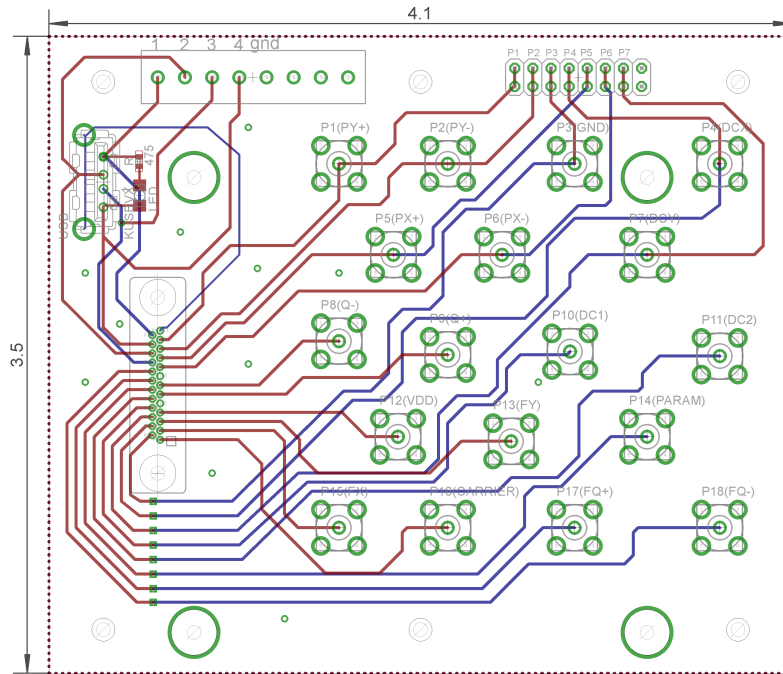 4.1
1 2 3 4 gnd
P1 P2 P3 P4 P5 P6 P7
P1(PY+) P2(PY-) P3(GND) P4(DCX)
475
LED
USB
P5(PX+) P6(PX-) P7(DCY)
P8(Q-) P9(Q+) P10(DC1) P11(DC2)
3.5
P12(VDD) P13(FY) P14(PARAM)
P15(FX) P16(CARRIER) P17(FQ+) P18(FQ-)